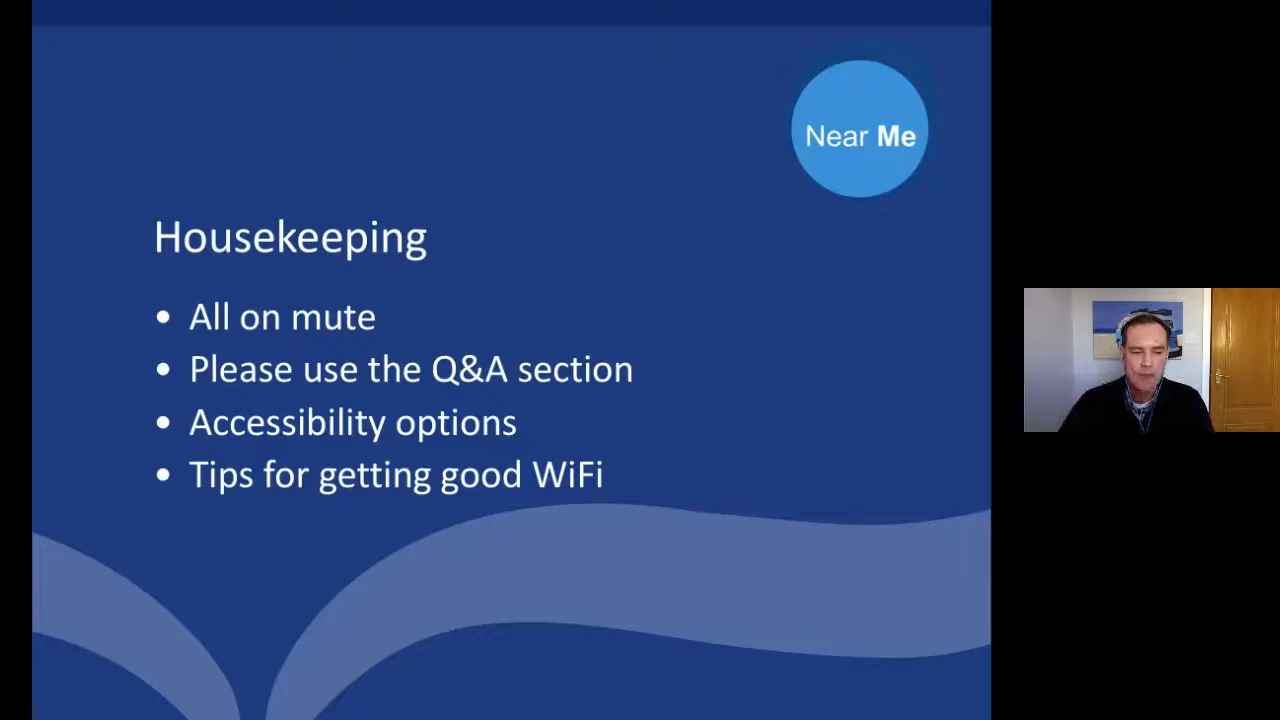 Near Me
Housekeeping
• All on mute
• Please use the Q&A section
• Accessibility options
• Tips for getting good WiFi